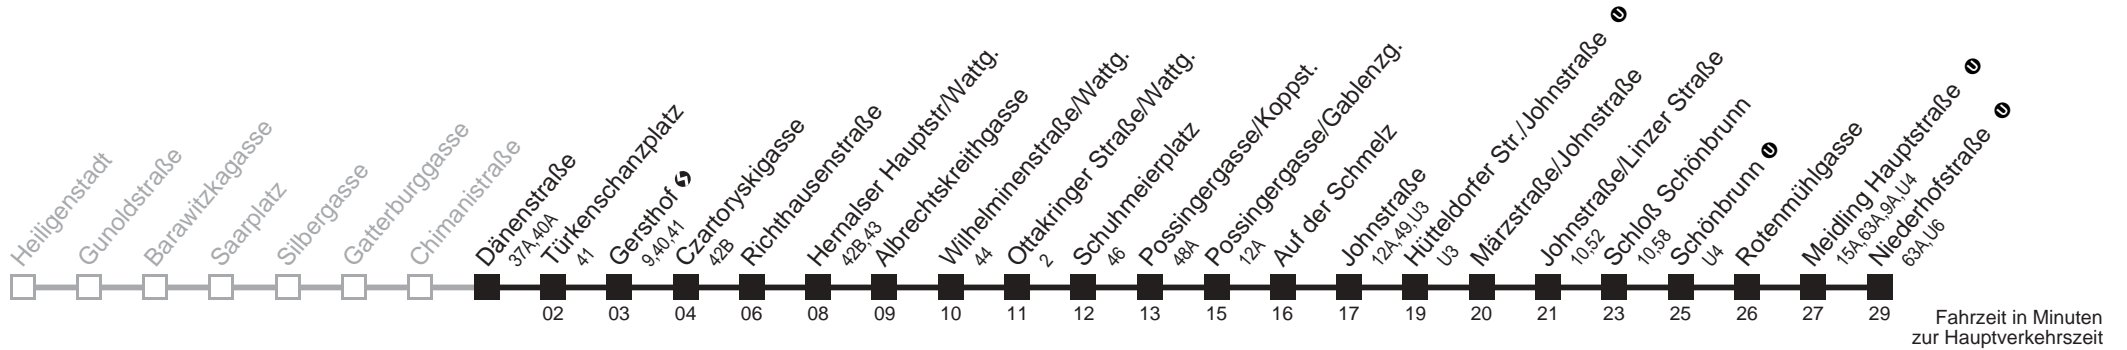 Heiligenstadt
Gunoldstraße
Barawitzkagasse
Saarplatz
Silbergasse
Gatterburggasse
Chimanistraße
Dänenstraße
37A,40A
Türkenschanzplatz
41
Gersthof
9,40,41
Czartoryskigasse
42B
Richthausenstraße
Hernalser Hauptstr/Wattg.
42B,43
Albrechtskreithgasse
Wilhelminenstraße/Wattg.
44
Ottakringer Straße/Wattg.
2
Schuhmeierplatz
46
Possingergasse/Koppst.
48A
Possingergasse/Gablenzg.
12A
Auf der Schmelz
Johnstraße
12A,49,U3
Hütteldorfer Str./Johnstraße U
U3
Märzstraße/Johnstraße
Johnstraße/Linzer Straße
10,52
Schloß Schönbrunn
10,58
Schönbrunn U
U4
Rotenmühlgasse
Meidling Hauptstraße U
15A,63A,9A,U4
Niederhofstraße U
63A,U6
02 03 04 06 08 09 10 11 12 13 15 16 17 19 20 21 23 25 26 27 29
Fahrzeit in Minuten
zur Hauptverkehrszeit